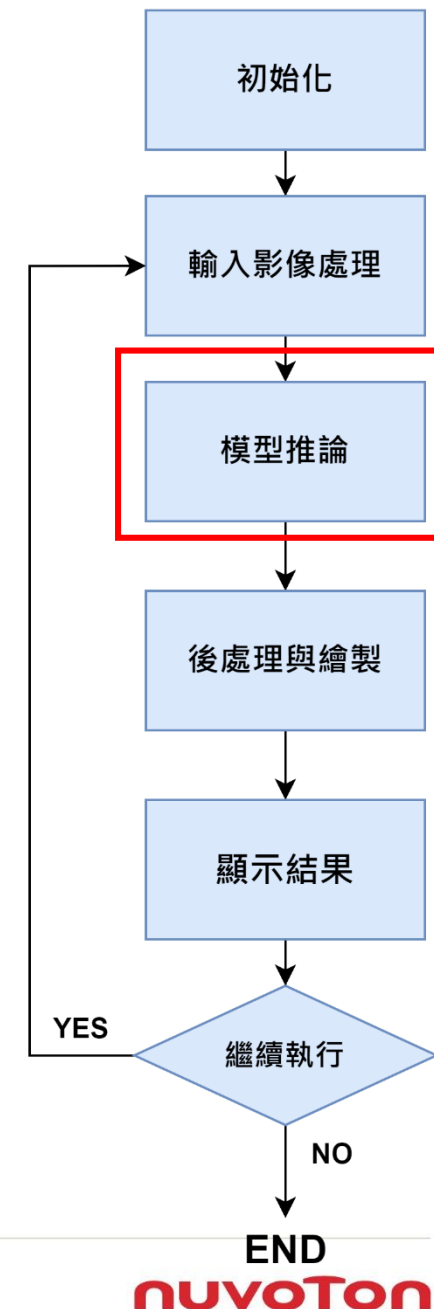 初始化
輸入影像處理
模型推論
後處理與繪製
顯示結果
YES
繼續執行
NO
END
nuvoton